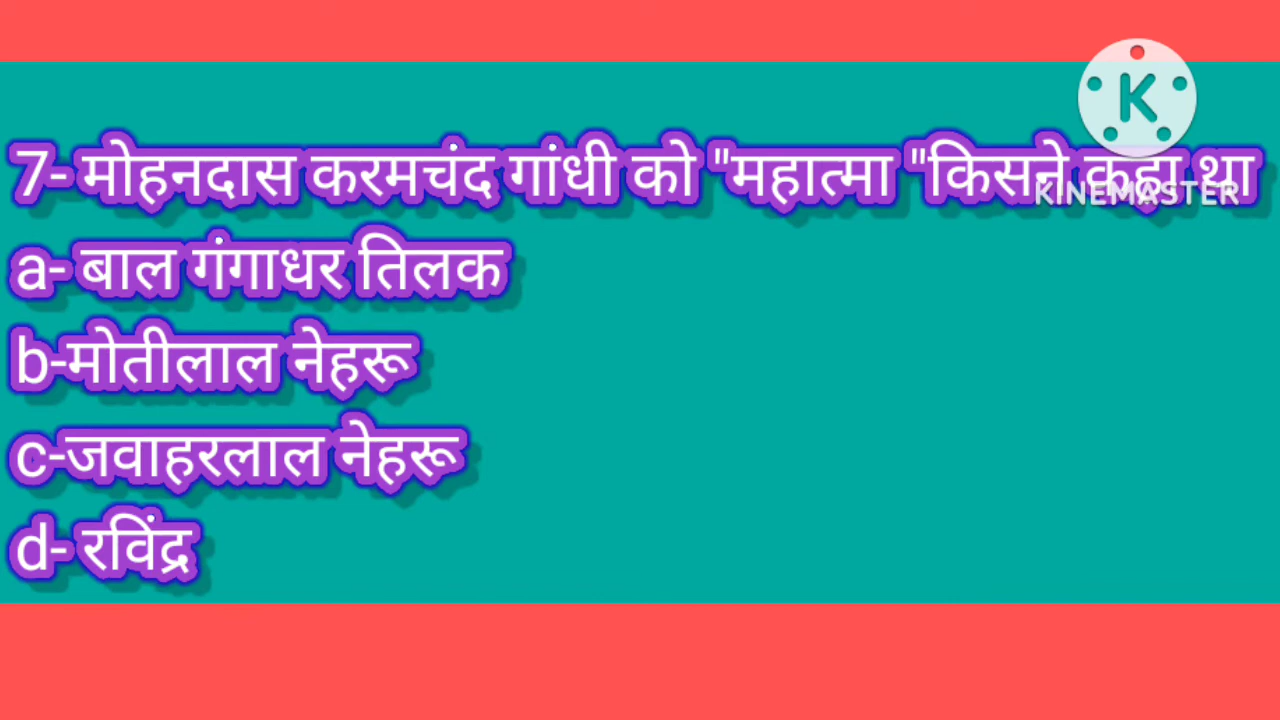 7- मोहनदास करमचंद गांधी को "महात्मा "किसने कहा था
KINEMASTER
a- बाल गंगाधर तिलक
b-मोतीलाल नेहरू
c-जवाहरलाल नेहरू
d- रविंद्र